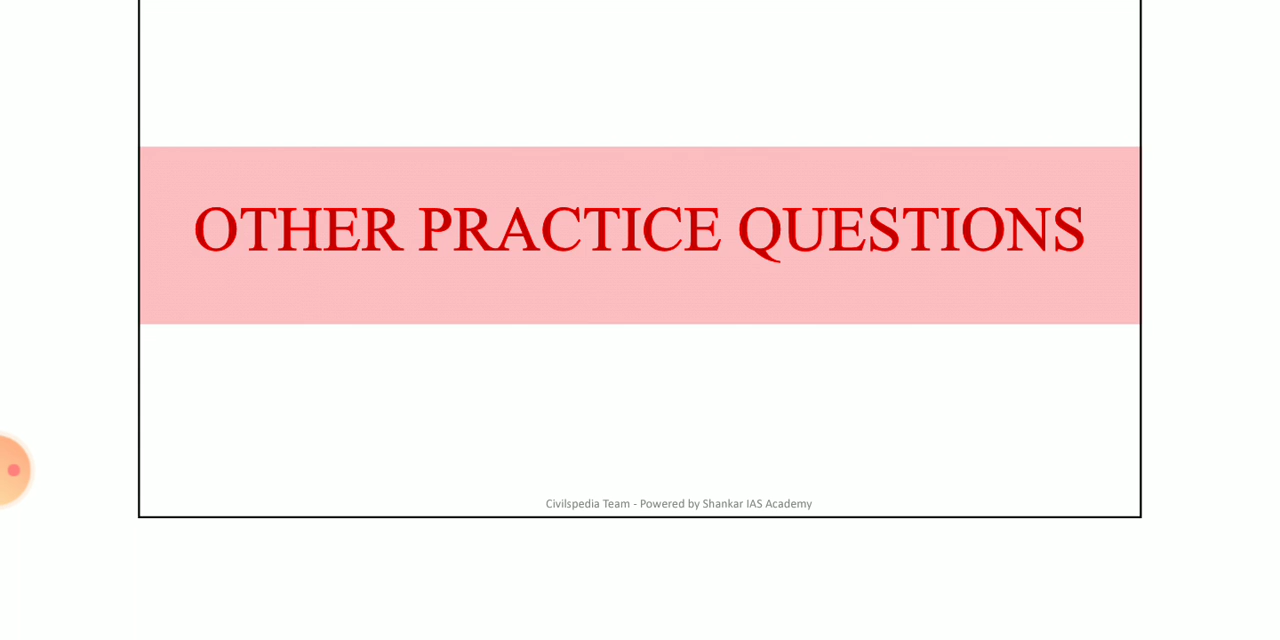 OTHER PRACTICE QUESTIONS
Civilspedia Team - Powered by Shankar IAS Academy